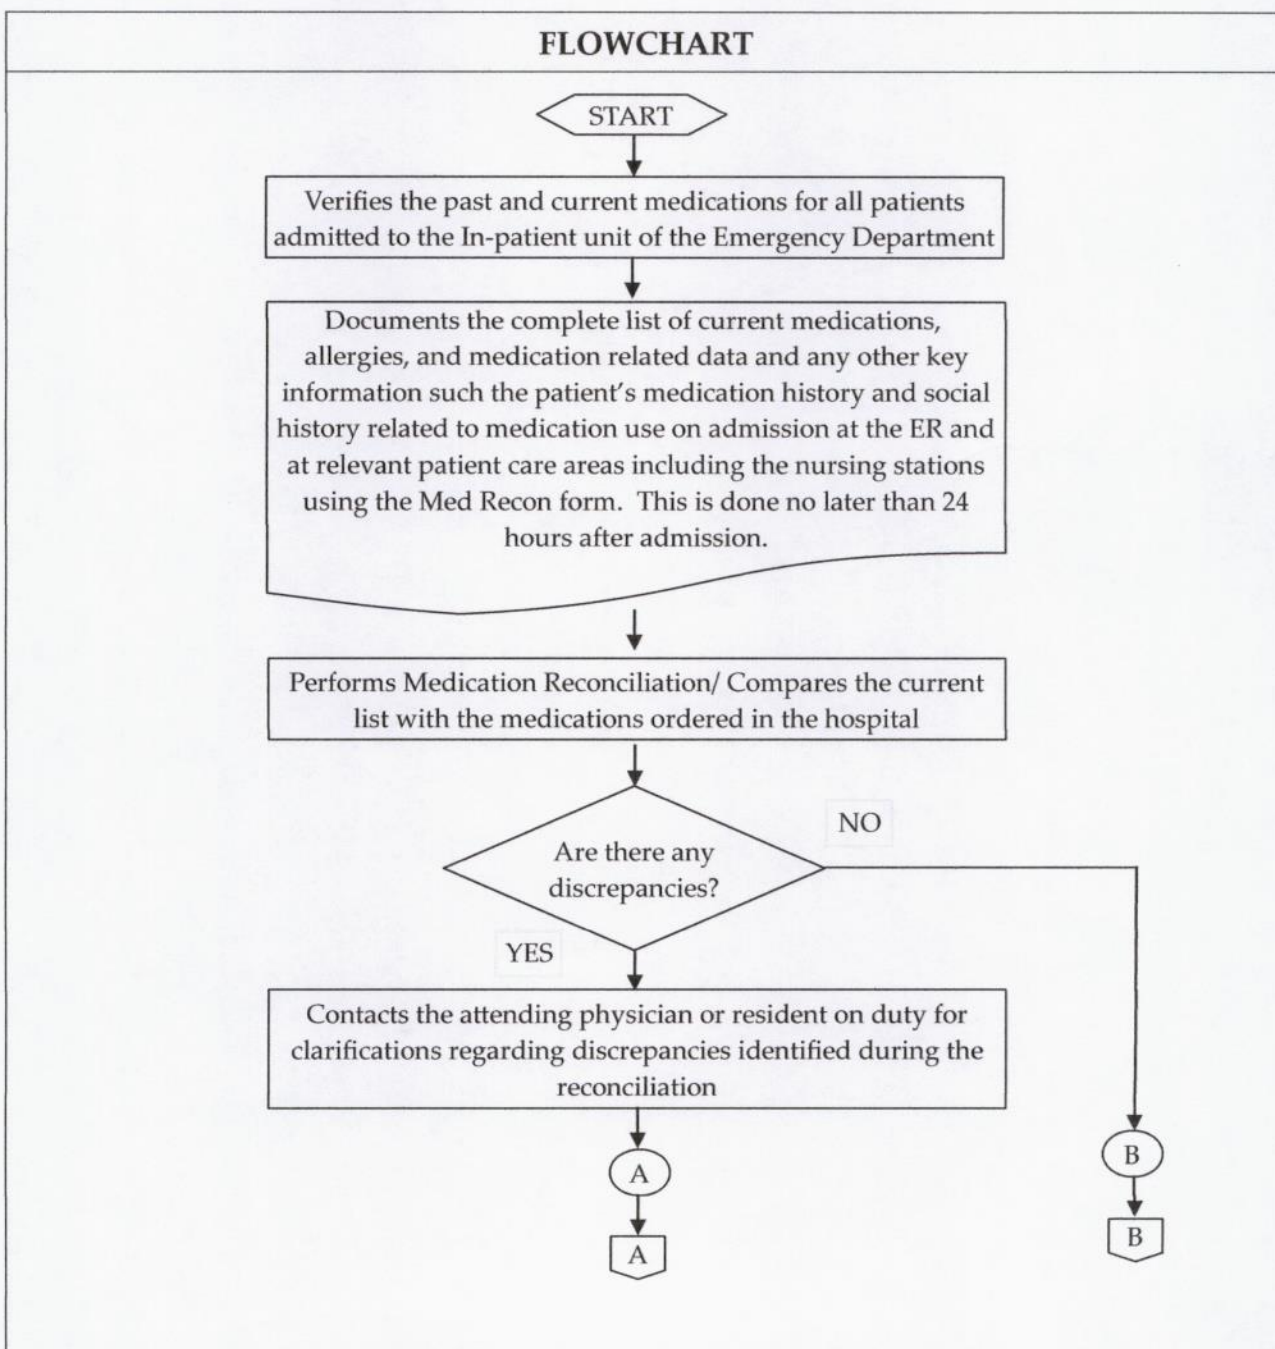 FLOWCHART
START
Verifies the past and current medications for all patients
admitted to the In-patient unit of the Emergency Department
Documents the complete list of current medications,
allergies, and medication related data and any other key
information such the patient's medication history and social
history related to medication use on admission at the ER and
at relevant patient care areas including the nursing stations
using the Med Recon form. This is done no later than 24
hours after admission.
Performs Medication Reconciliation/ Compares the current
list with the medications ordered in the hospital
NO
Are there any
discrepancies?
YES
Contacts the attending physician or resident on duty for
clarifications regarding discrepancies identified during the
reconciliation
A
B
A
B